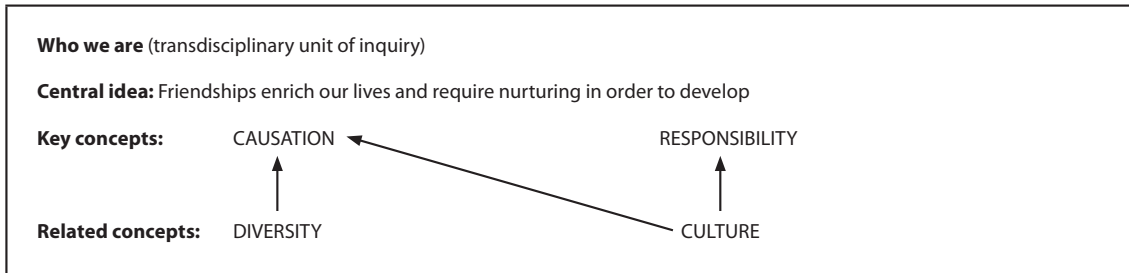 Who we are (transdisciplinary unit of inquiry)
Central idea: Friendships enrich our lives and require nurturing in order to develop
Key concepts: CAUSATION RESPONSIBILITY
Related concepts: DIVERSITY CULTURE